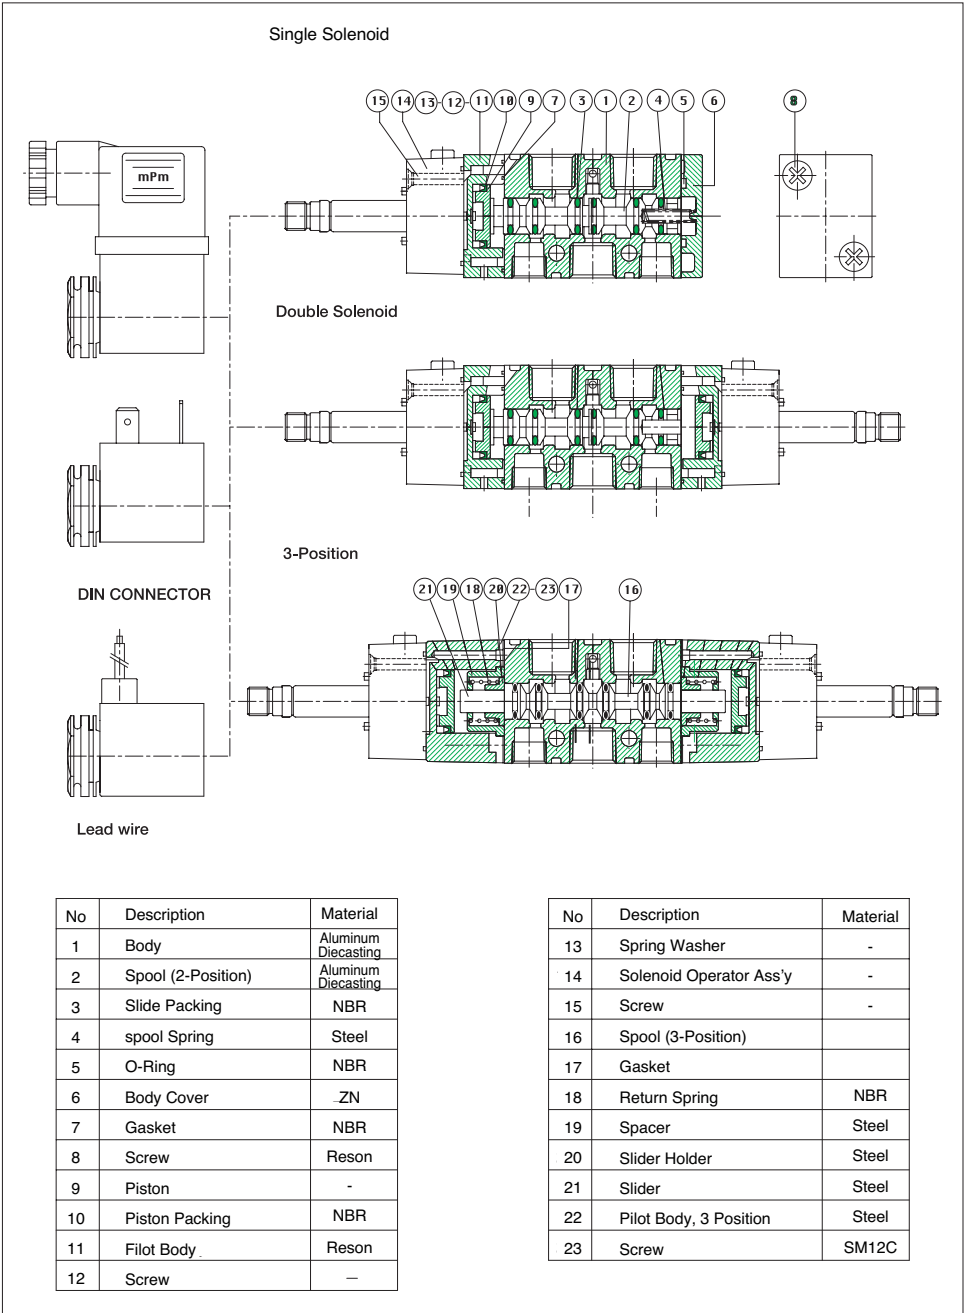 Single Solenoid
15 14 13 12 11 10 9 7 3 1 2 4 5 6 8
mPm
Double Solenoid
3-Position
21 19 18 20 22 23 17 16
DIN CONNECTOR
Lead wire
No Description Material
1 Body Aluminum Diecasting
2 Spool (2-Position) Aluminum Diecasting
3 Slide Packing NBR
4 spool Spring Steel
5 O-Ring NBR
6 Body Cover ZN
7 Gasket NBR
8 Screw Reson
9 Piston -
10 Piston Packing NBR
11 Filot Body Reson
12 Screw —
No Description Material
13 Spring Washer -
14 Solenoid Operator Ass'y -
15 Screw -
16 Spool (3-Position)
17 Gasket
18 Return Spring NBR
19 Spacer Steel
20 Slider Holder Steel
21 Slider Steel
22 Pilot Body, 3 Position Steel
23 Screw SM12C